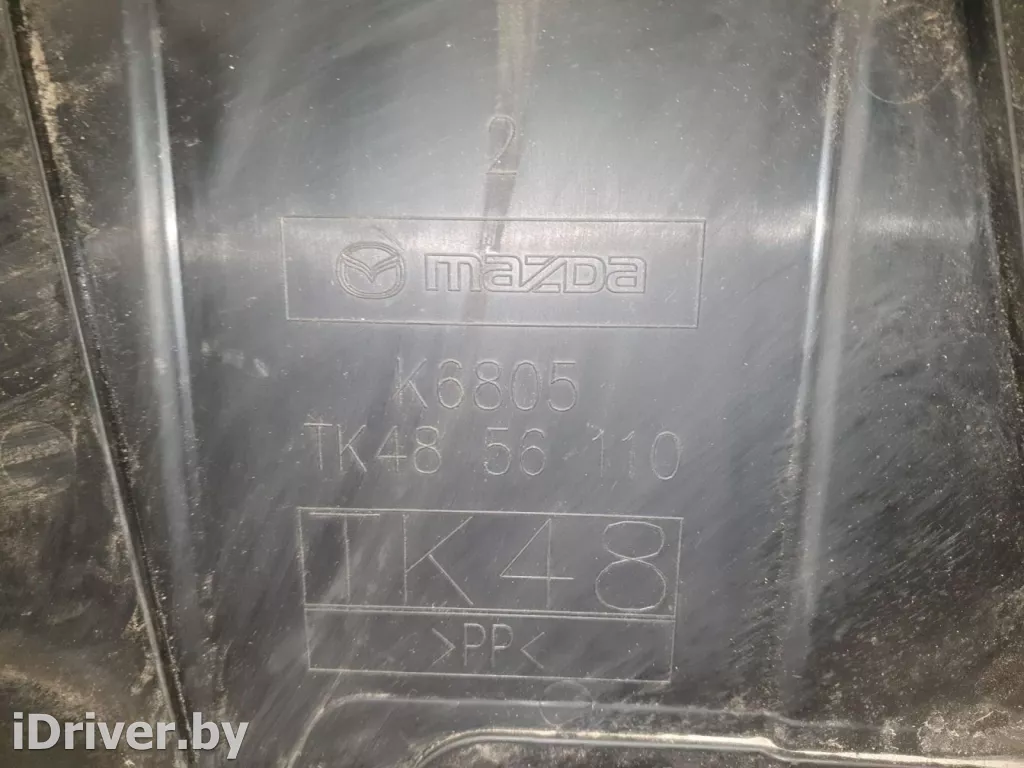 2
mazda
K6805
TK48 56 110
TK48
>PP<
iDriver.by